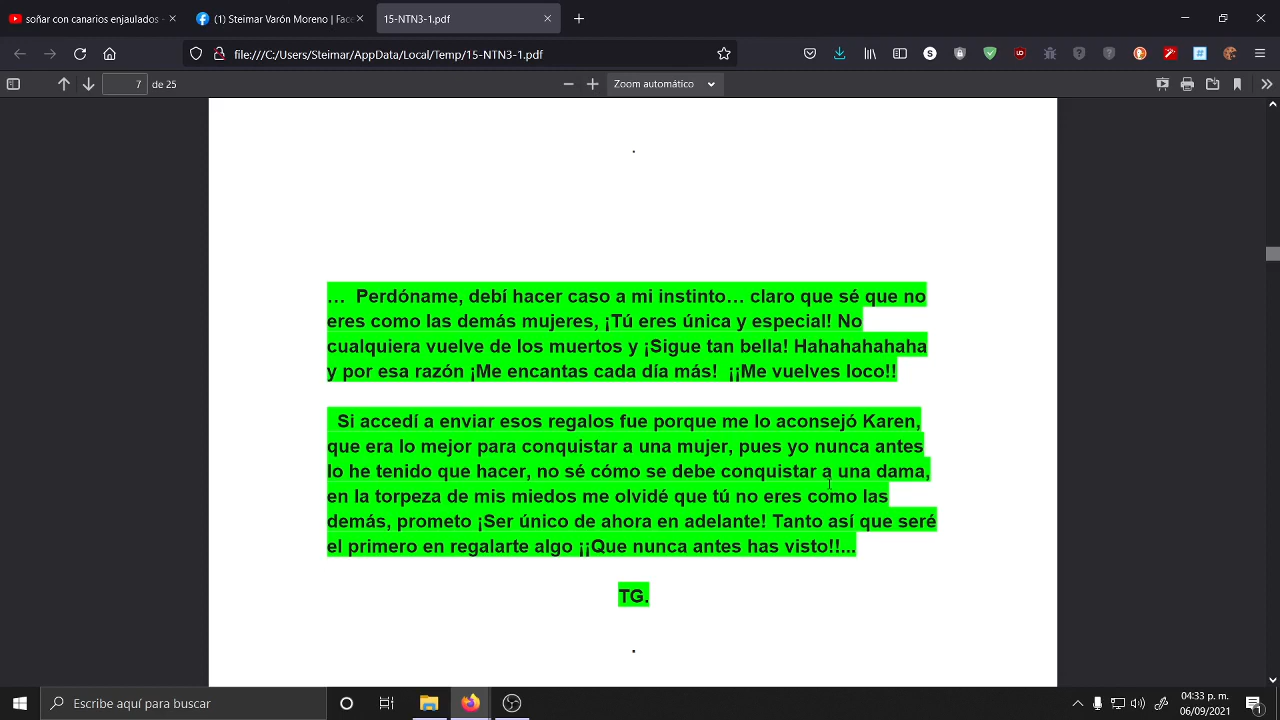 soñar con canarios enjaulados -
(1) Steimar Varón Moreno | Face
15-NTN3-1.pdf
file:///C:/Users/Steimar/AppData/Local/Temp/15-NTN3-1.pdf
7 de 25
Zoom automático
.
… Perdóname, debí hacer caso a mi instinto… claro que sé que no
eres como las demás mujeres, ¡Tú eres única y especial! No
cualquiera vuelve de los muertos y ¡Sigue tan bella! Hahahahahaha
y por esa razón ¡Me encantas cada día más! ¡¡Me vuelves loco!!
Si accedí a enviar esos regalos fue porque me lo aconsejó Karen,
que era lo mejor para conquistar a una mujer, pues yo nunca antes
lo he tenido que hacer, no sé cómo se debe conquistar a una dama,
en la torpeza de mis miedos me olvidé que tú no eres como las
demás, prometo ¡Ser único de ahora en adelante! Tanto así que seré
el primero en regalarte algo ¡¡Que nunca antes has visto!!...
TG.
.
Escribe aquí para buscar
04:33 p. m.
06/09/2021
1